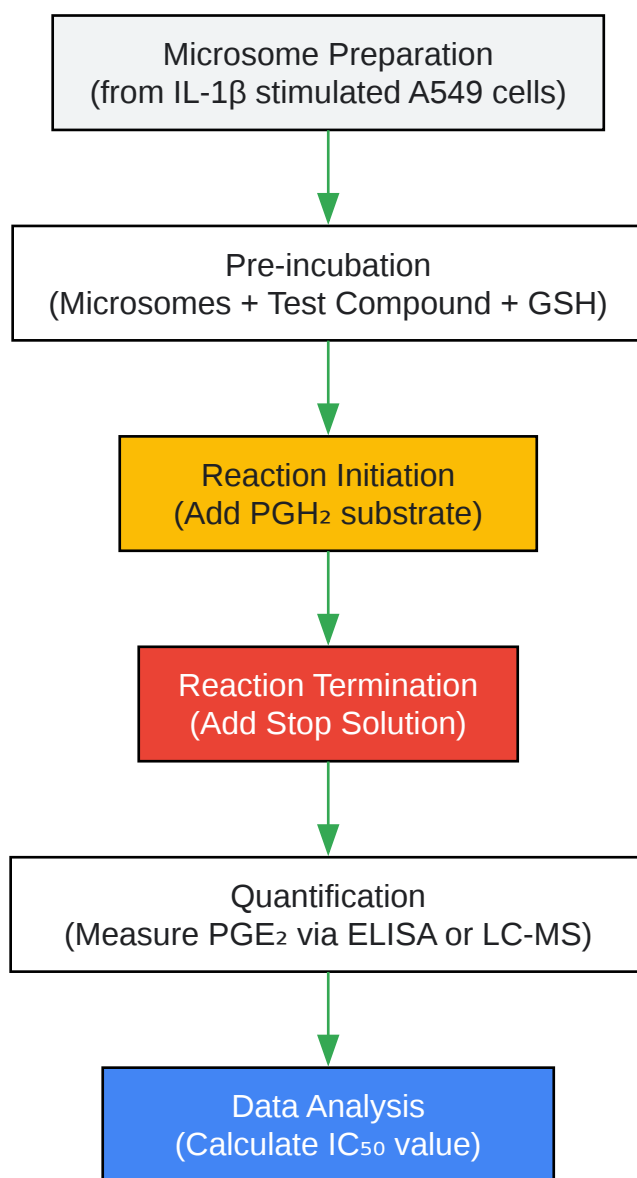 Microsome Preparation
(from IL-1β stimulated A549 cells)
Pre-incubation
(Microsomes + Test Compound + GSH)
Reaction Initiation
(Add PGH₂ substrate)
Reaction Termination
(Add Stop Solution)
Quantification
(Measure PGE₂ via ELISA or LC-MS)
Data Analysis
(Calculate IC₅₀ value)